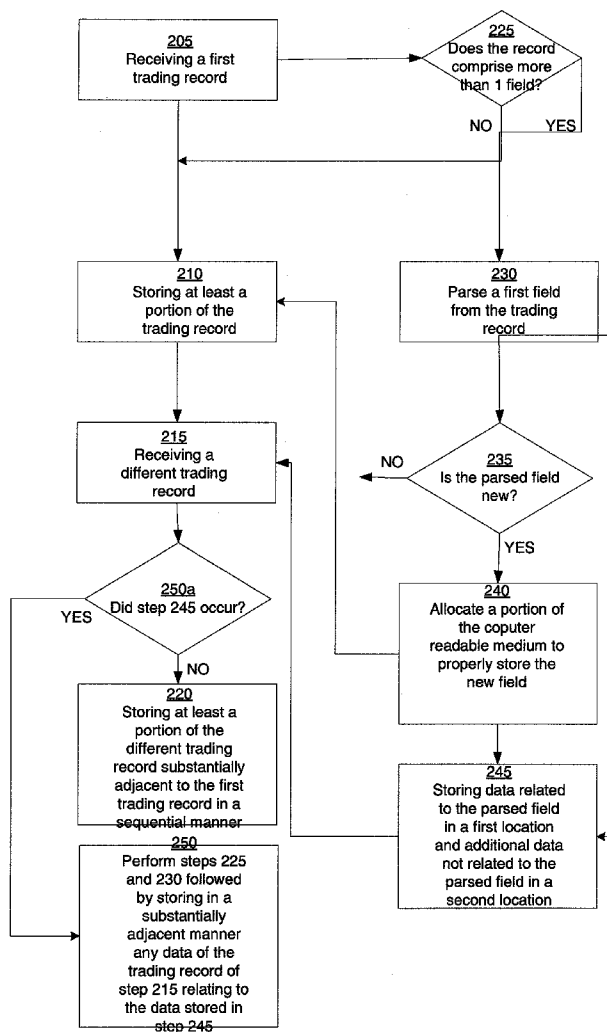 205
Receiving a first
trading record
225
Does the record
comprise more
than 1 field?
NO
YES
210
Storing at least a
portion of the
trading record
230
Parse a first field
from the trading
record
215
Receiving a
different trading
record
NO
235
Is the parsed field
new?
YES
250a
Did step 245 occur?
YES
NO
240
Allocate a portion of
the coputer
readable medium to
properly store the
new field
220
Storing at least a
portion of the
different trading
record substantially
adjacent to the first
trading record in a
sequential manner
245
Storing data related
to the parsed field
in a first location
and additional data
not related to the
parsed field in a
second location
250
Perform steps 225
and 230 followed
by storing in a
substantially
adjacent manner
any data of the
trading record of
step 215 relating to
the data stored in
step 245